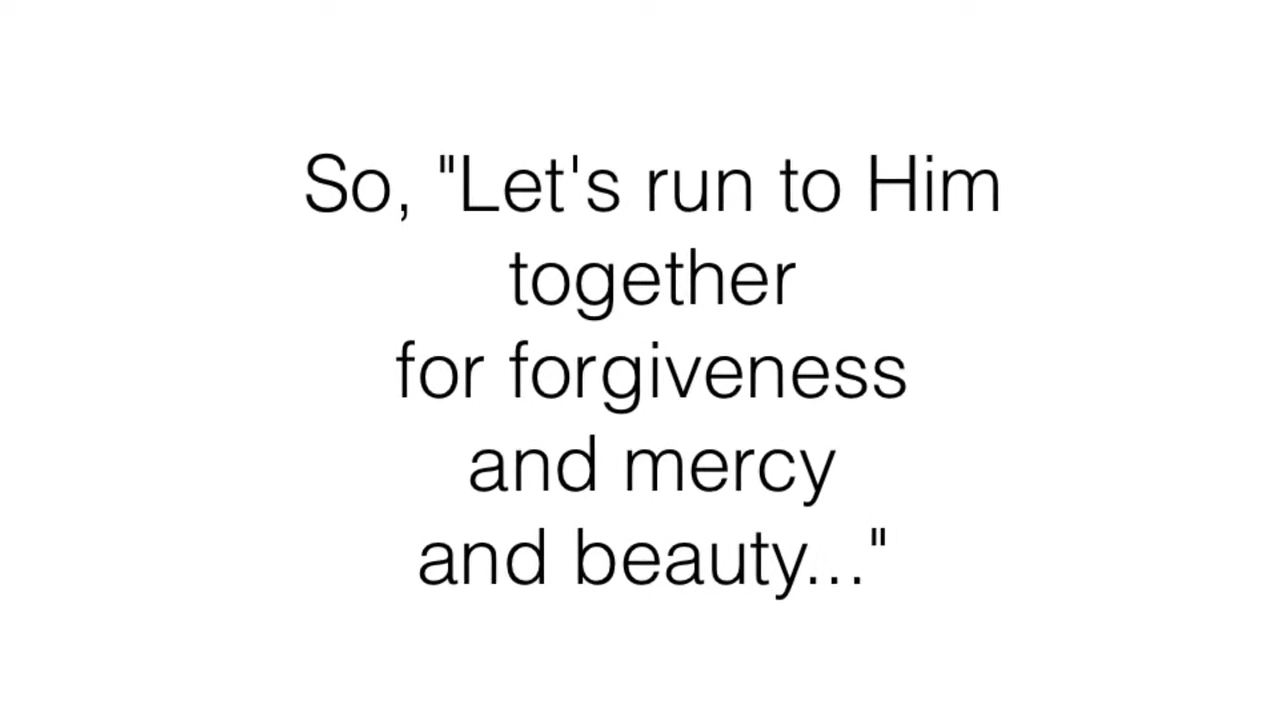 So, "Let's run to Him
together
for forgiveness
and mercy
and beauty..."